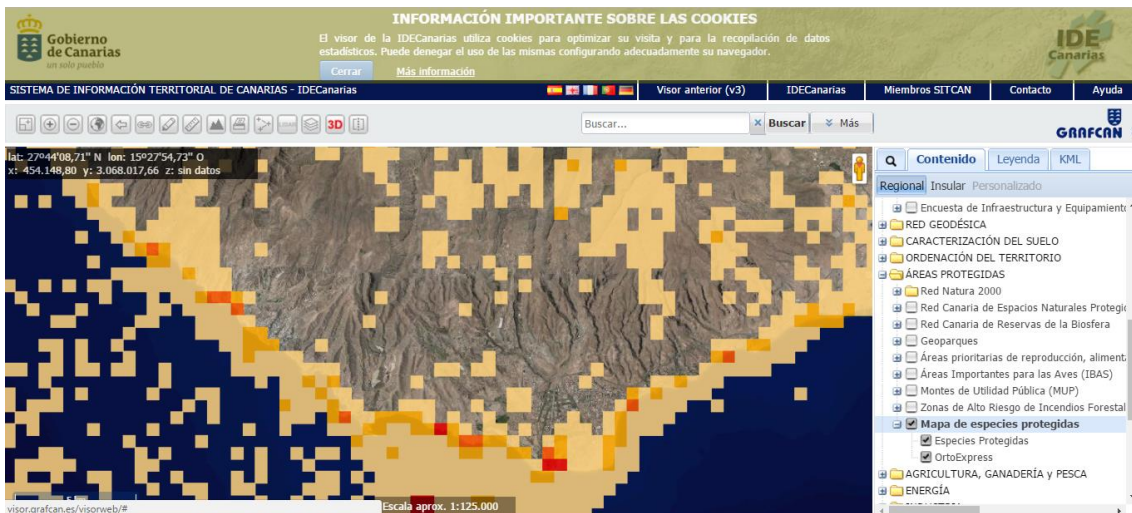 Gobierno
de Canarias
un solo pueblo
INFORMACIÓN IMPORTANTE SOBRE LAS COOKIES
El visor de la IDECanarias utiliza cookies para optimizar su visita y para la recopilación de datos
estadísticos. Puede denegar el uso de las mismas configurando adecuadamente su navegador.
Cerrar Más información
IDE
Canarias
SISTEMA DE INFORMACIÓN TERRITORIAL DE CANARIAS - IDECanarias Visor anterior (v3) IDECanarias Miembros SITCAN Contacto Ayuda
3D Buscar... Buscar Más
GRAFCAN
lat: 27º44'08,71" N lon: 15º27'54,73" O
x: 454.148,80 y: 3.068.017,66 z: sin datos
Contenido Leyenda KML
Regional Insular Personalizado
Encuesta de Infraestructura y Equipamiento
RED GEODÉSICA
CARACTERIZACIÓN DEL SUELO
ORDENACIÓN DEL TERRITORIO
ÁREAS PROTEGIDAS
Red Natura 2000
Red Canaria de Espacios Naturales Protegid
Red Canaria de Reservas de la Biosfera
Geoparques
Áreas prioritarias de reproducción, alimenta
Áreas Importantes para las Aves (IBAS)
Montes de Utilidad Pública (MUP)
Zonas de Alto Riesgo de Incendios Forestal
Mapa de especies protegidas
Especies Protegidas
OrtoExpress
AGRICULTURA, GANADERÍA y PESCA
ENERGÍA
Escala aprox. 1:125.000
visor.grafcan.es/visorweb/#